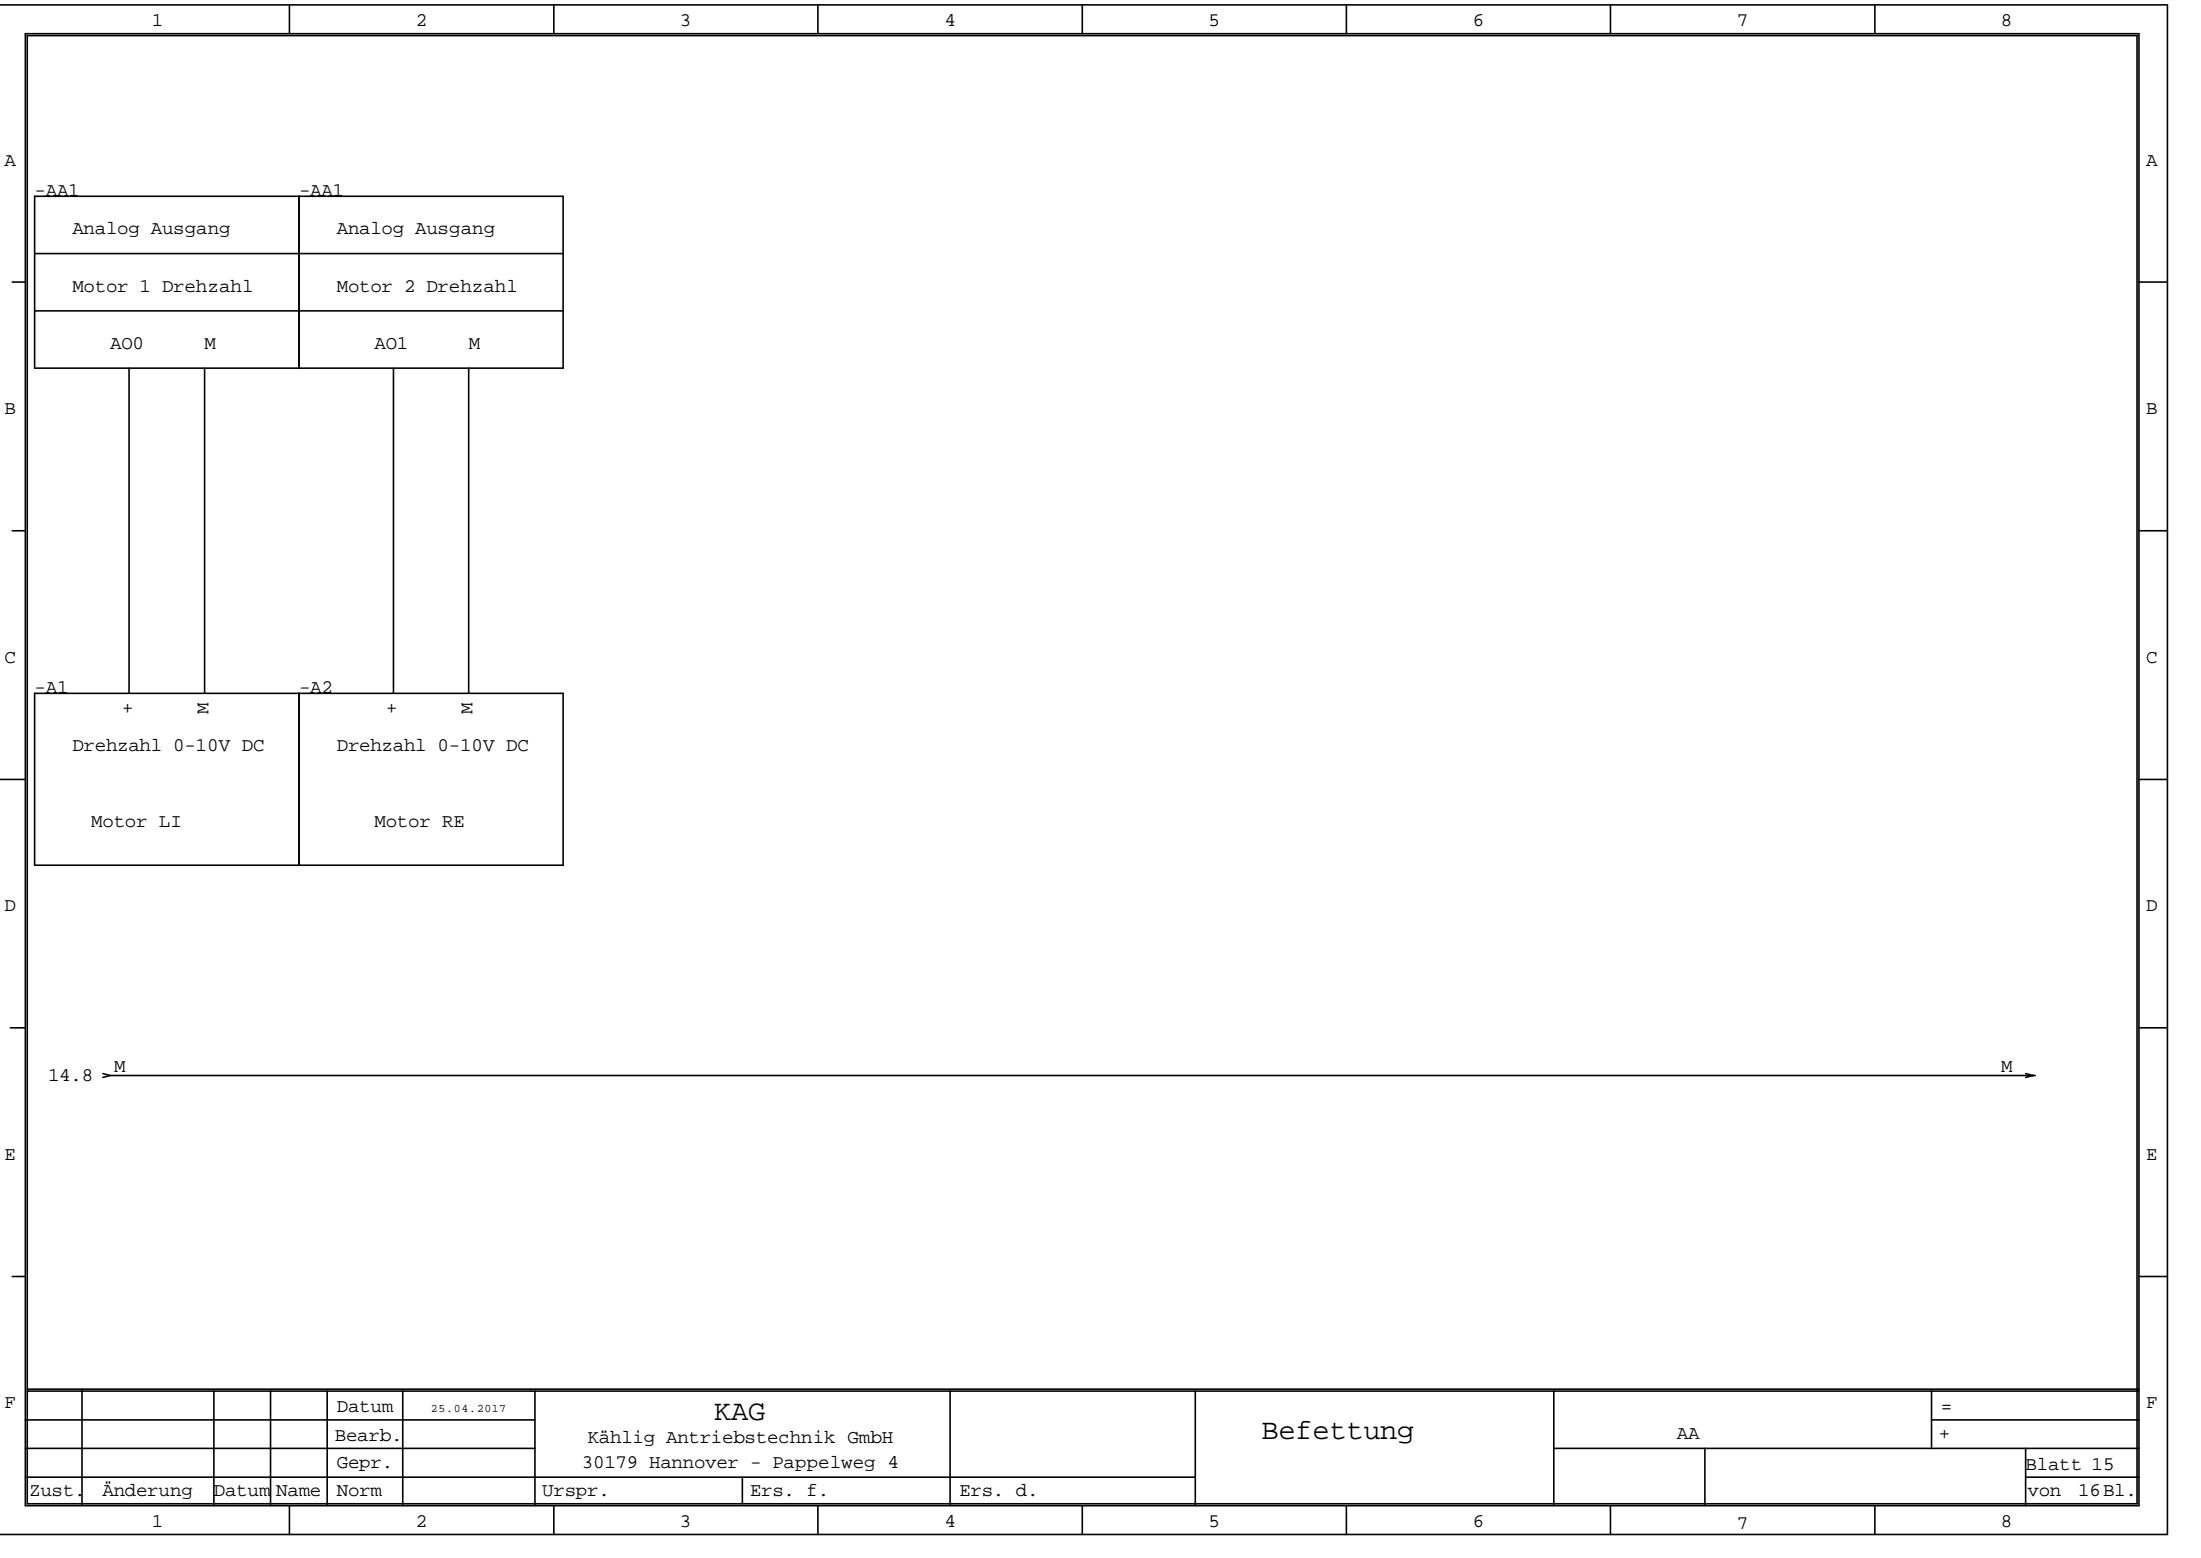 1 2 3 4 5 6 7 8
A A
-AA1 -AA1
Analog Ausgang Analog Ausgang
Motor 1 Drehzahl Motor 2 Drehzahl
AO0 M AO1 M
B B
C C
-A1 -A2
+ M + M
Drehzahl 0-10V DC Drehzahl 0-10V DC
Motor LI Motor RE
D D
M M
14.8
E E
F F
Datum 25.04.2017 KAG =
Bearb. Kählig Antriebstechnik GmbH Befettung AA +
Gepr. 30179 Hannover - Pappelweg 4 Blatt 15
Zust. Änderung Datum Name Norm Urspr. Ers. f. Ers. d. von 16Bl.
1 2 3 4 5 6 7 8